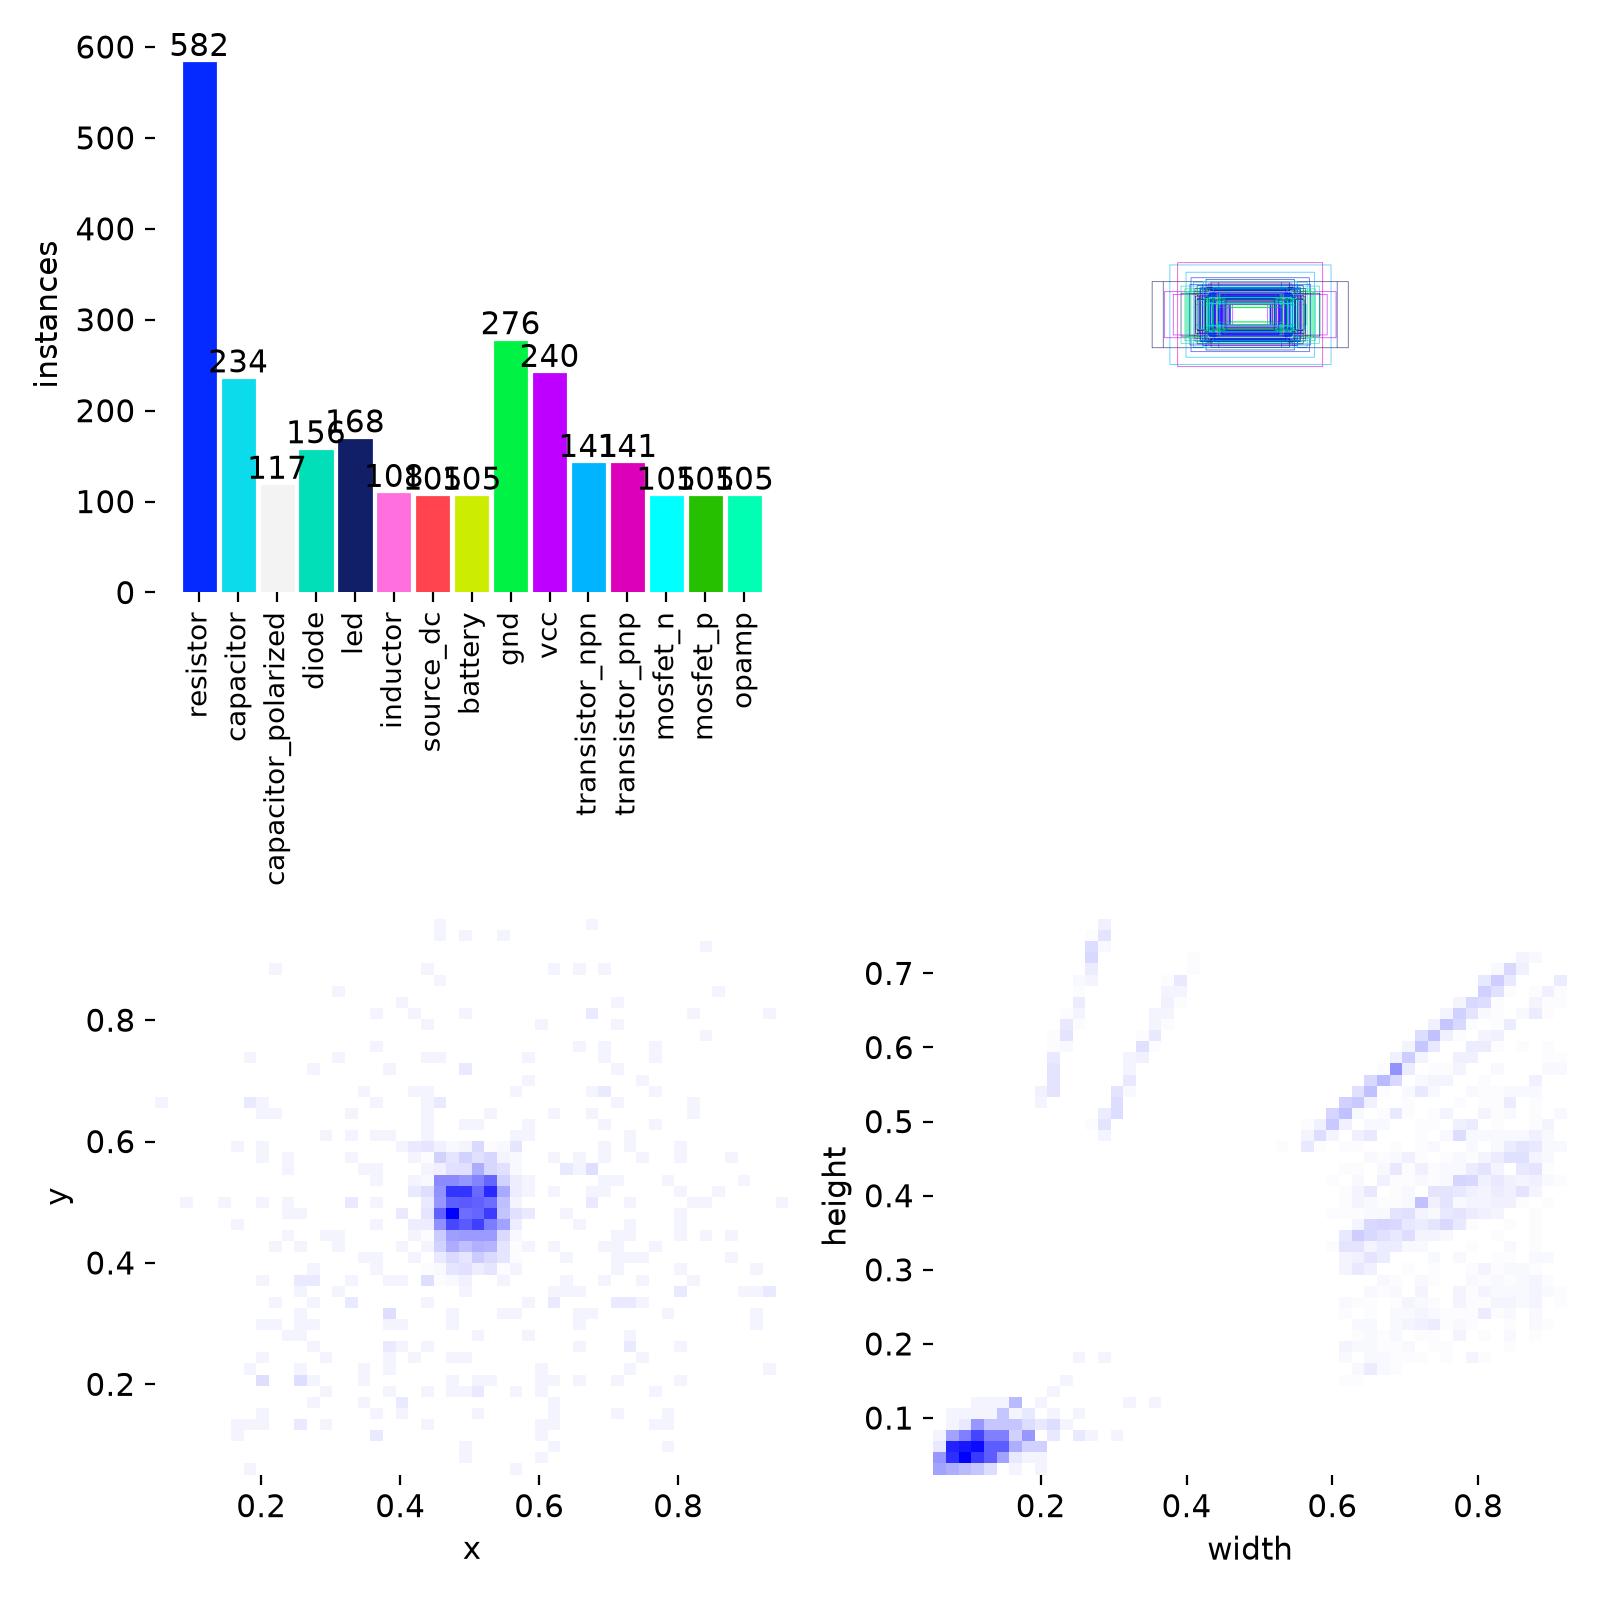 600
500
400
300
200
100
0
instances
582
234
117
156
168
108
105
105
276
240
141
141
105
105
105
resistor
capacitor
capacitor_polarized
diode
led
inductor
source_dc
battery
gnd
vcc
transistor_npn
transistor_pnp
mosfet_n
mosfet_p
opamp
0.8
0.6
0.4
0.2
y
0.2 0.4 0.6 0.8
x
0.7
0.6
0.5
0.4
0.3
0.2
0.1
height
0.2 0.4 0.6 0.8
width